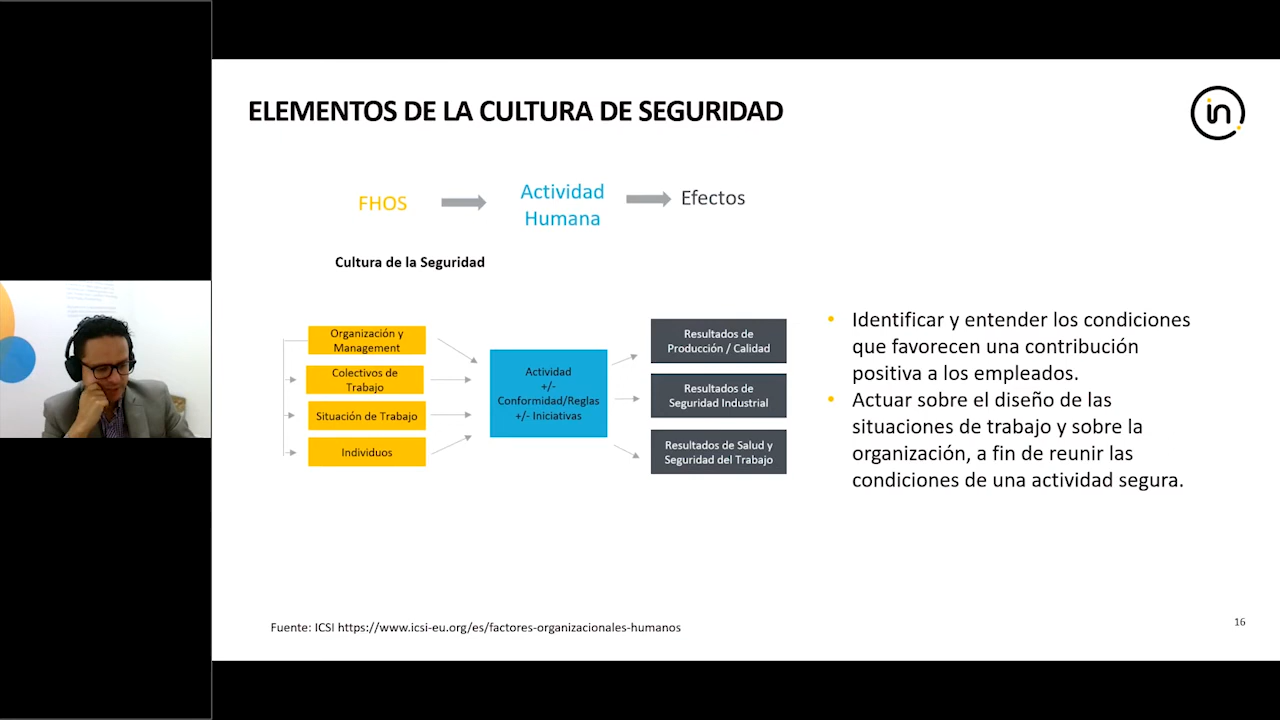 ELEMENTOS DE LA CULTURA DE SEGURIDAD
in
FHOS
Actividad
Humana
Efectos
Cultura de la Seguridad
Organización y
Management
Colectivos de
Trabajo
Situación de Trabajo
Individuos
Actividad
+/-
Conformidad/Reglas
+/- Iniciativas
Resultados de
Producción / Calidad
Resultados de
Seguridad Industrial
Resultados de Salud y
Seguridad del Trabajo
• Identificar y entender los condiciones
que favorecen una contribución
positiva a los empleados.
• Actuar sobre el diseño de las
situaciones de trabajo y sobre la
organización, a fin de reunir las
condiciones de una actividad segura.
Fuente: ICSI https://www.icsi-eu.org/es/factores-organizacionales-humanos
16